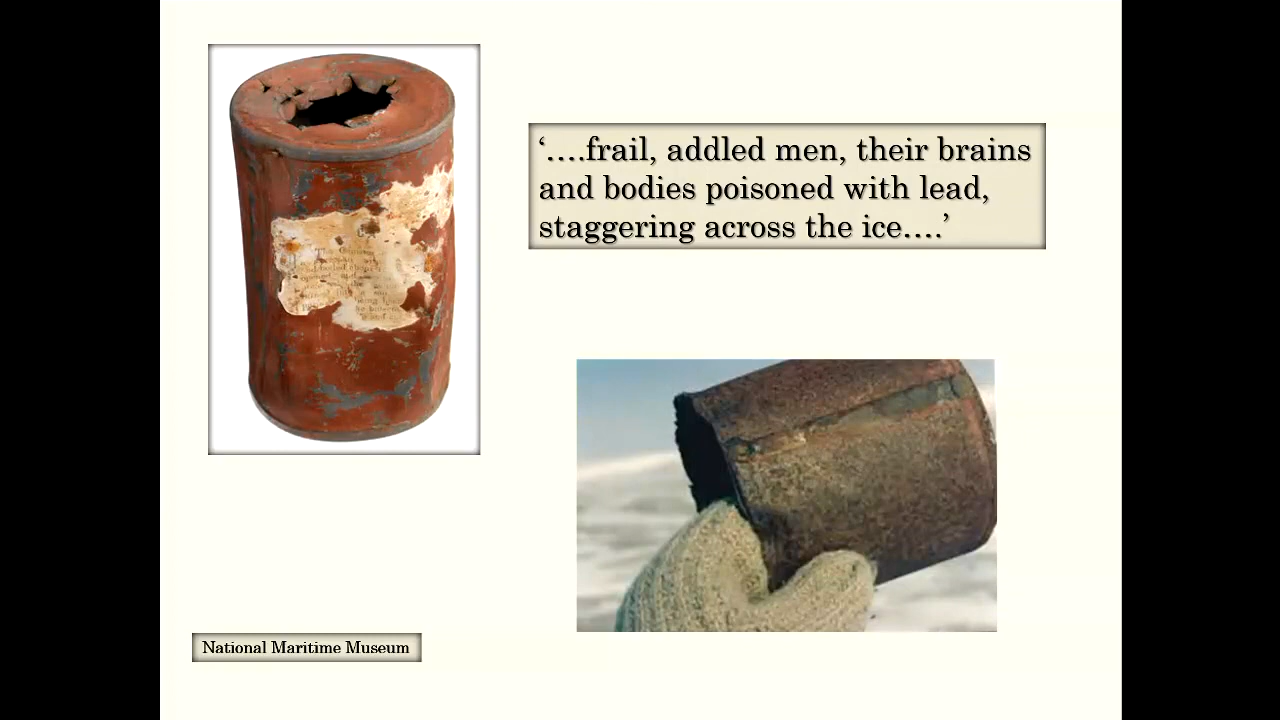 ‘....frail, addled men, their brains
and bodies poisoned with lead,
staggering across the ice....’
National Maritime Museum